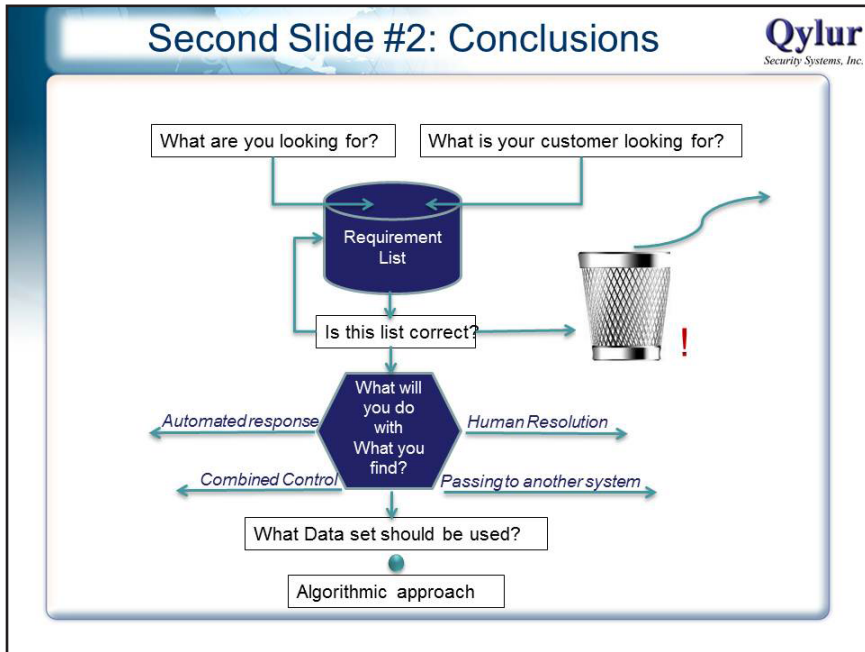 Second Slide #2: Conclusions
Qylur
Security Systems, Inc.
What are you looking for?
What is your customer looking for?
Requirement
List
Is this list correct?
!
What will
you do
with
What you
find?
Automated response
Human Resolution
Combined Control
Passing to another system
What Data set should be used?
Algorithmic approach